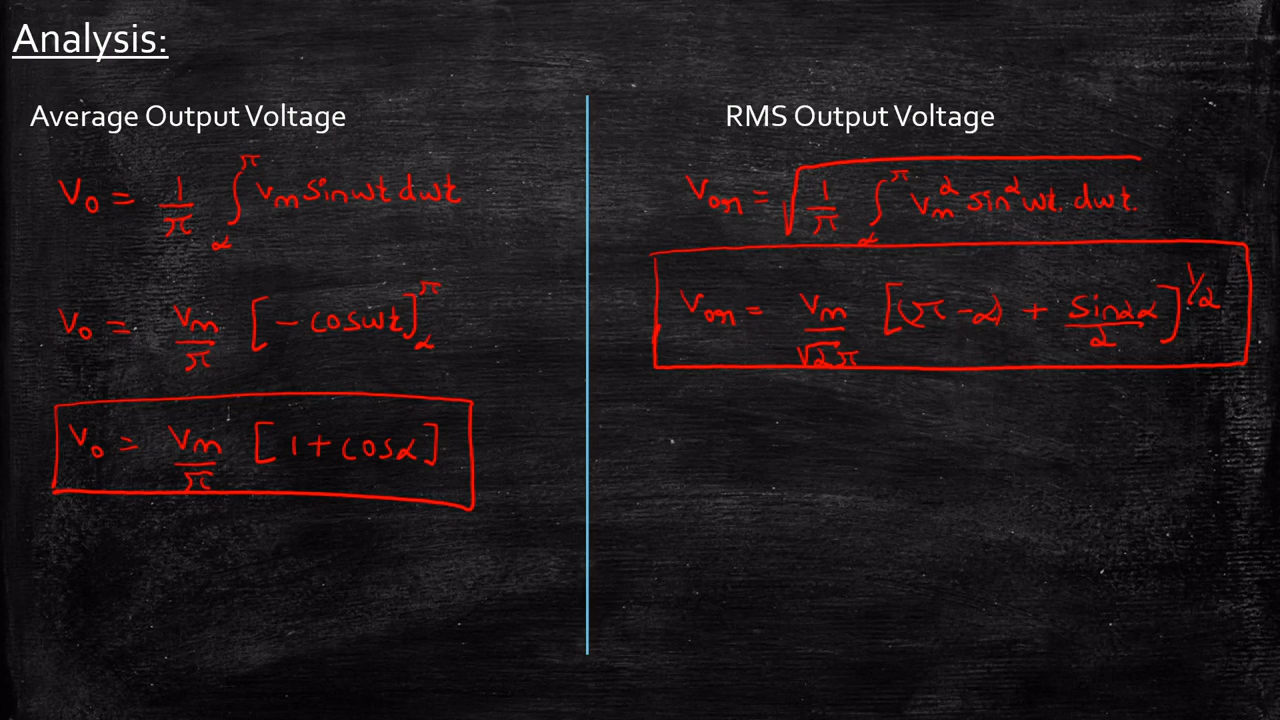 Analysis:
Average Output Voltage
V₀ = 1/π ∫_α^π Vₘ sinωt dωt
V₀ = Vₘ/π [-cosωt]_α^π
V₀ = Vₘ/π [1+cosα]
RMS Output Voltage
Vₒᵣ = √(1/π ∫_α^π Vₘ² sin²ωt. dωt.)
Vₒᵣ = Vₘ/√2π [(π-α) + sin2α/2]^1/2